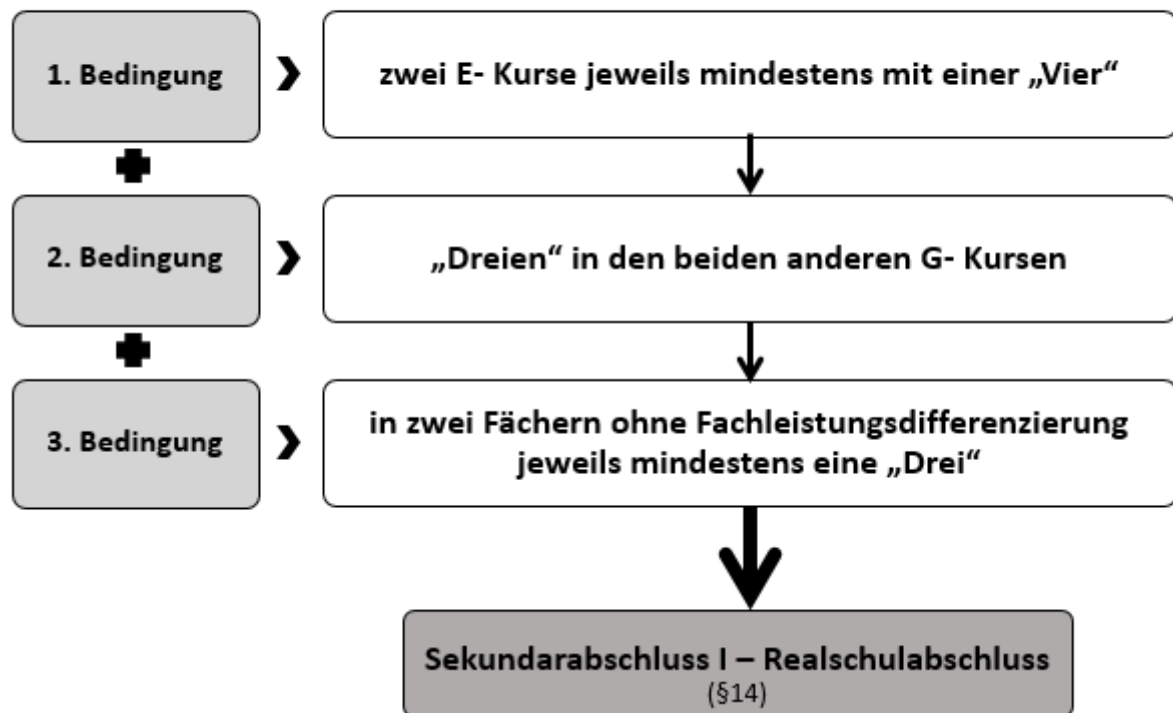 1. Bedingung
zwei E- Kurse jeweils mindestens mit einer „Vier“
2. Bedingung
„Dreien“ in den beiden anderen G- Kursen
3. Bedingung
in zwei Fächern ohne Fachleistungsdifferenzierung
jeweils mindestens eine „Drei“
Sekundarabschluss I – Realschulabschluss
(§14)